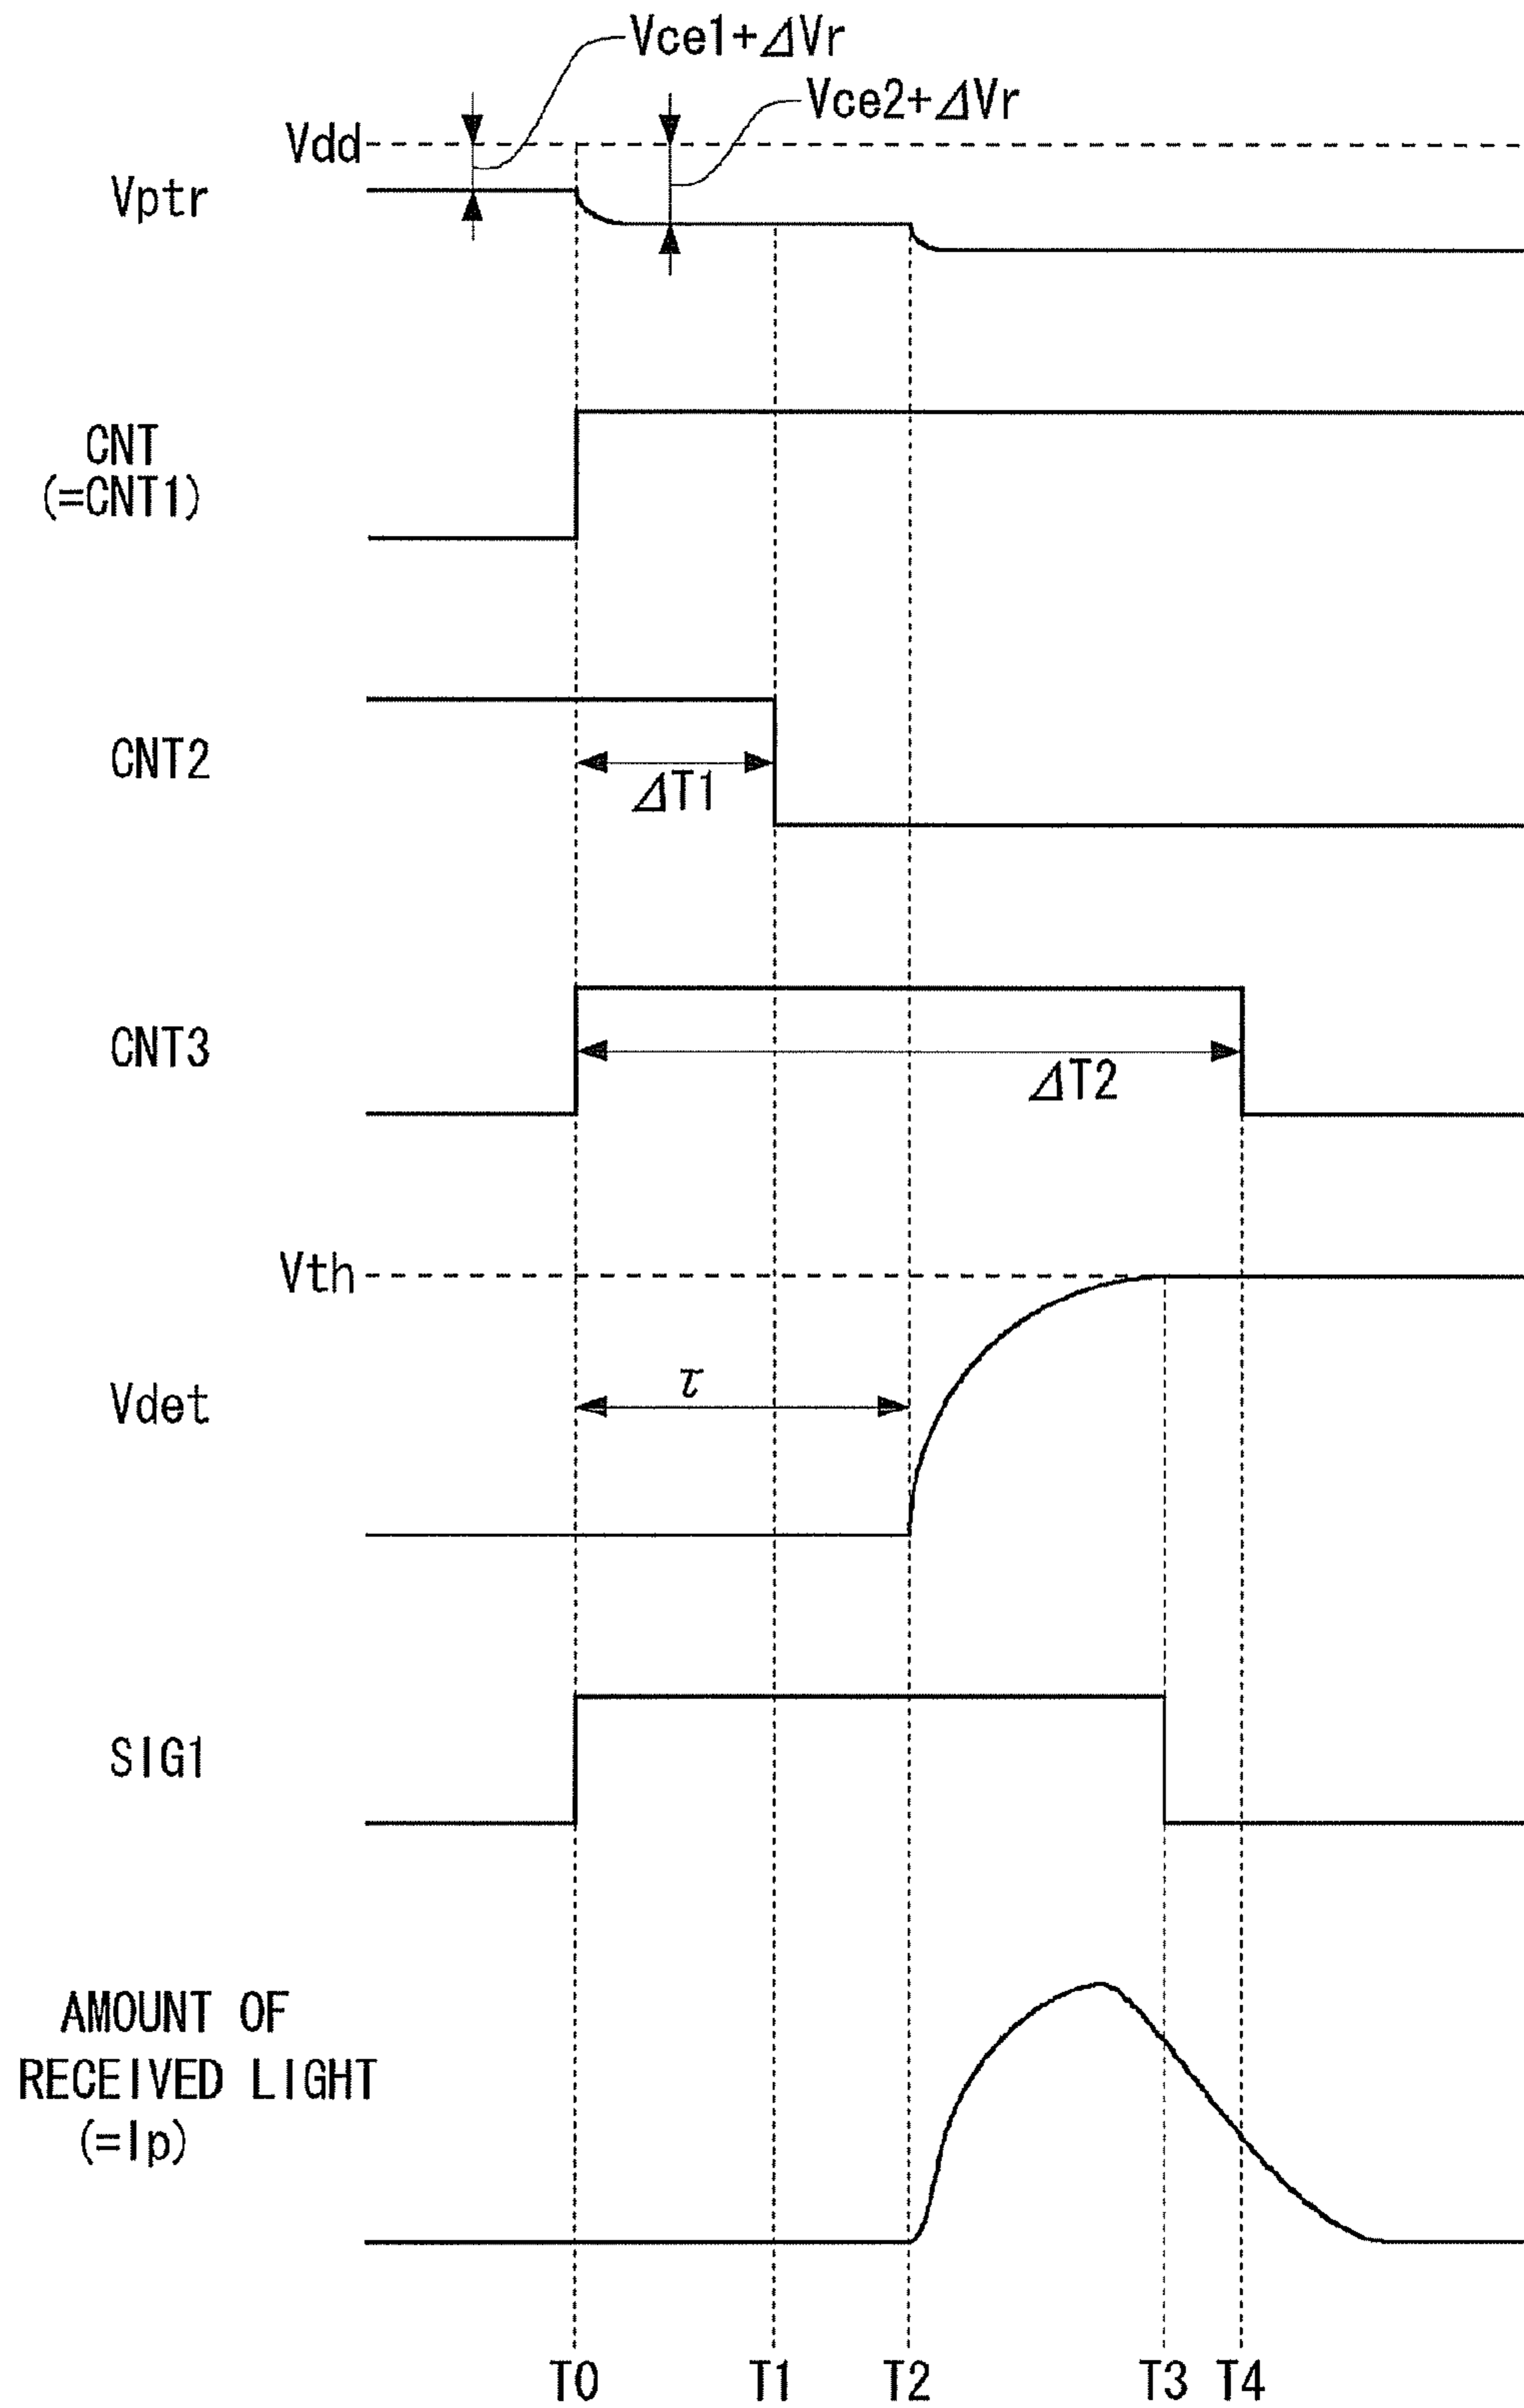 Vce1+ΔVr
Vce2+ΔVr
Vdd
Vptr
CNT
(=CNT1)
CNT2
ΔT1
CNT3
ΔT2
Vth
τ
Vdet
SIG1
AMOUNT OF
RECEIVED LIGHT
(=Ip)
T0 T1 T2 T3 T4